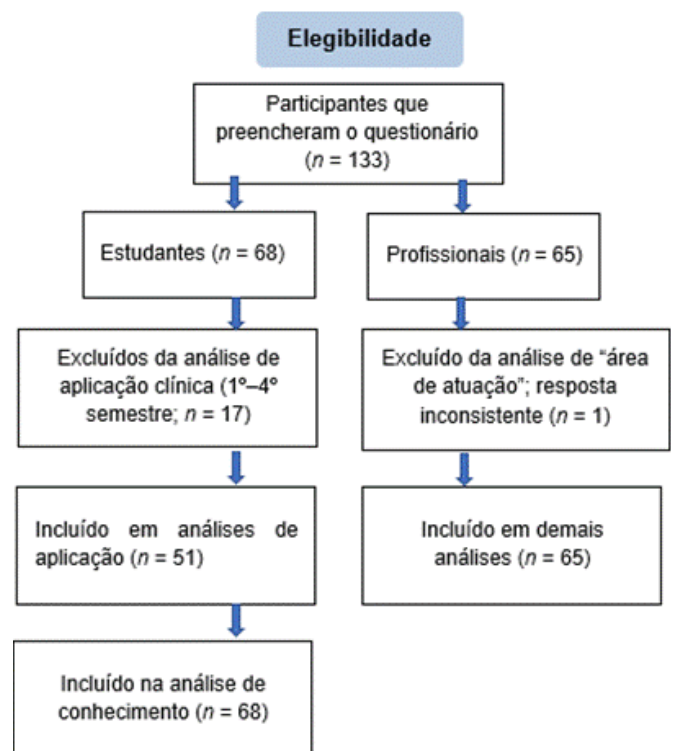 Elegibilidade
Participantes que
preencheram o questionário
(n = 133)
Estudantes (n = 68)
Profissionais (n = 65)
Excluídos da análise de
aplicação clínica (1º–4º
semestre; n = 17)
Excluído da análise de “área
de atuação”; resposta
inconsistente (n = 1)
Incluído em análises de
aplicação (n = 51)
Incluído em demais
análises (n = 65)
Incluído na análise de
conhecimento (n = 68)